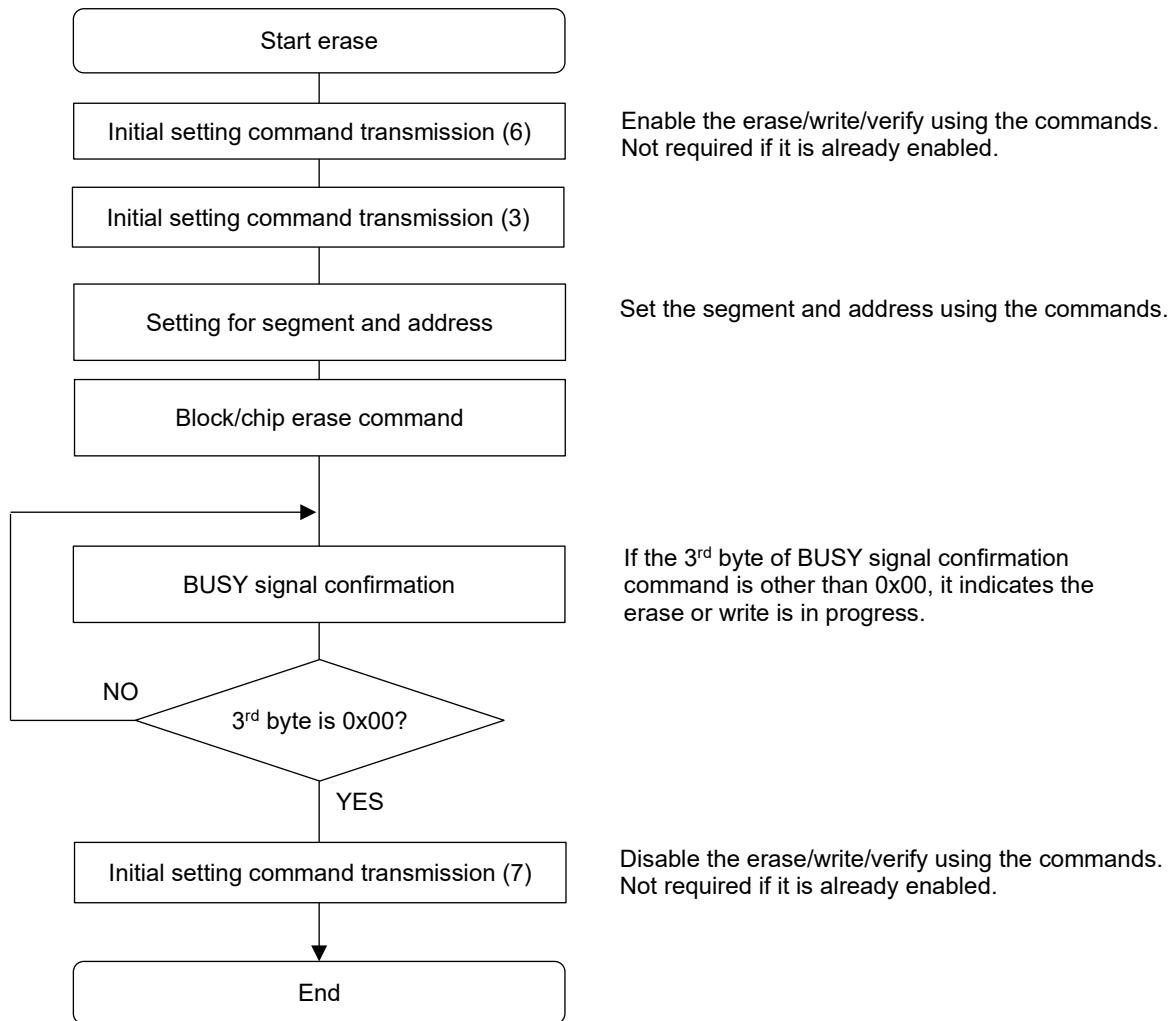 Start erase
Initial setting command transmission (6)
Enable the erase/write/verify using the commands.
Not required if it is already enabled.
Initial setting command transmission (3)
Setting for segment and address
Set the segment and address using the commands.
Block/chip erase command
BUSY signal confirmation
If the 3rd byte of BUSY signal confirmation
command is other than 0x00, it indicates the
erase or write is in progress.
NO
3rd byte is 0x00?
YES
Initial setting command transmission (7)
Disable the erase/write/verify using the commands.
Not required if it is already enabled.
End